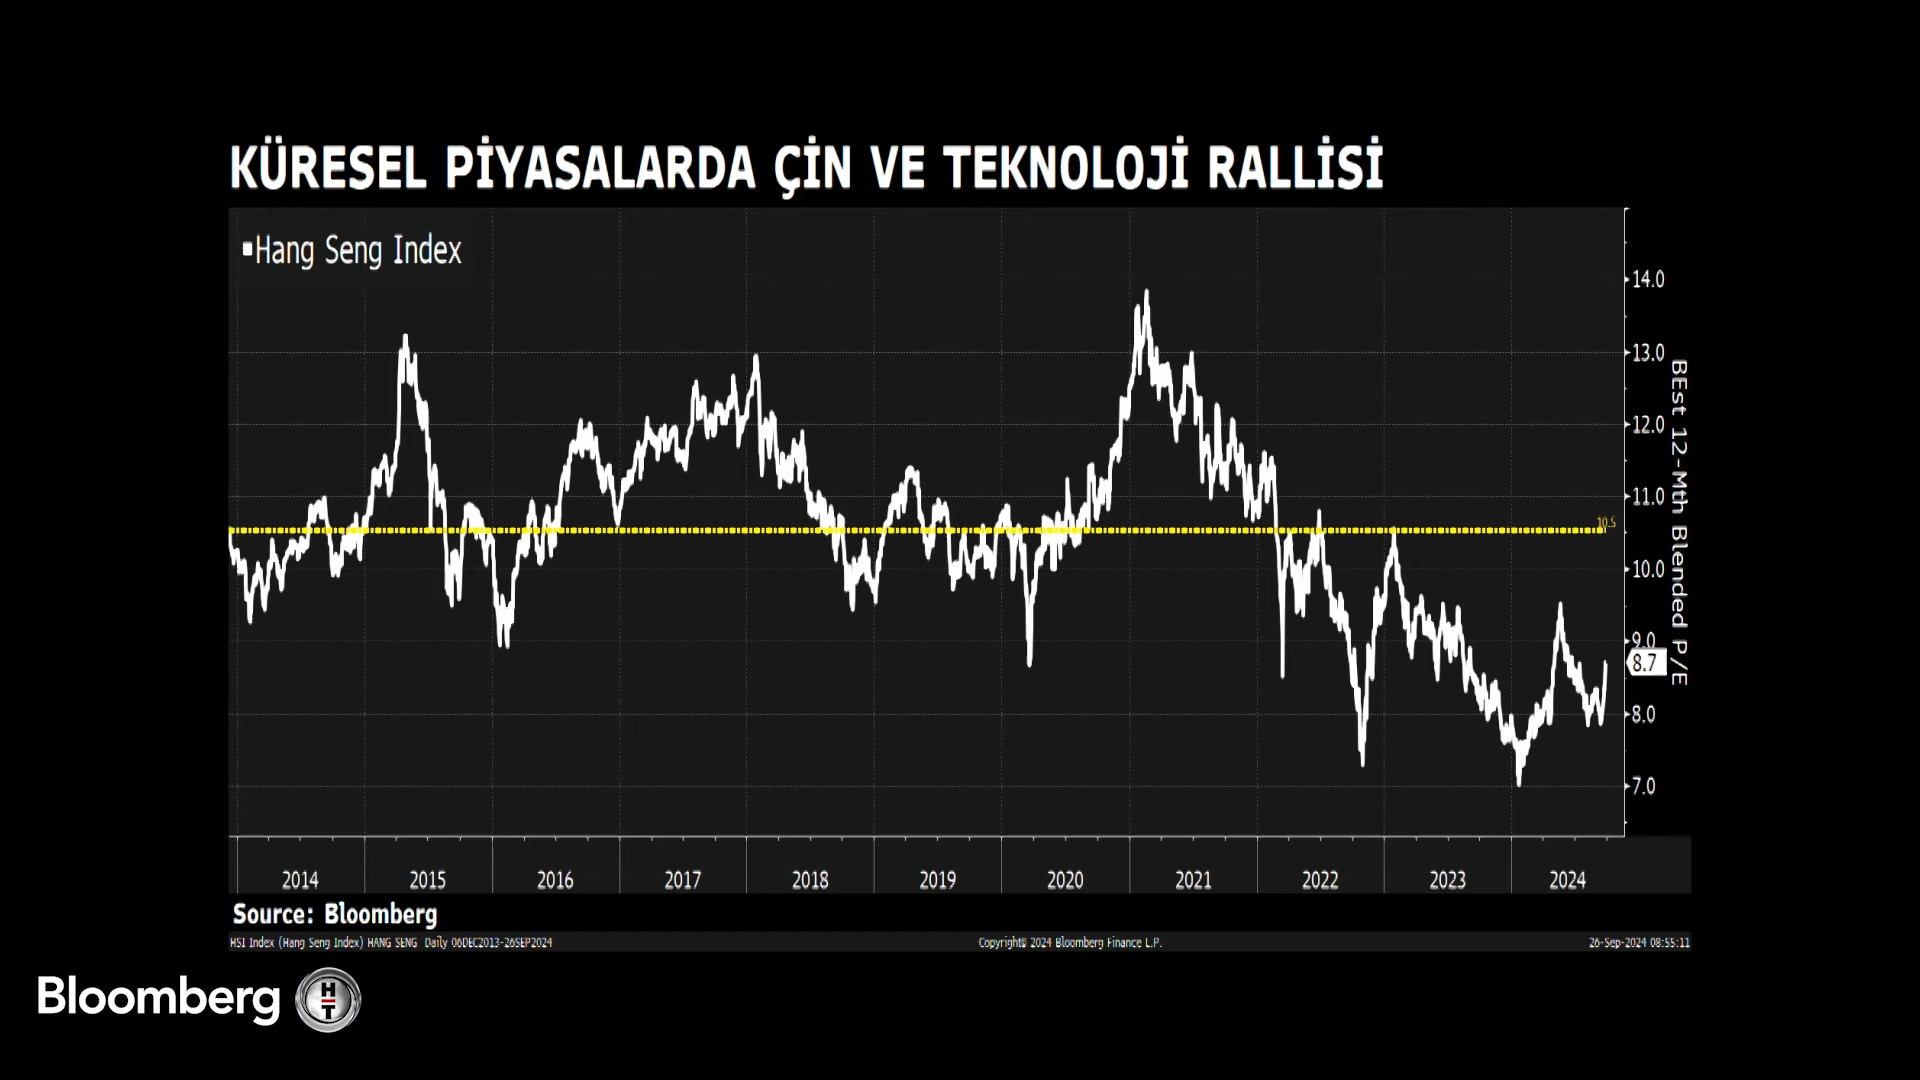 KÜRESEL PİYASALARDA ÇİN VE TEKNOLOJİ RALLİSİ
Hang Seng Index
14.0
13.0
12.0
11.0
10.5
10.0
9.0
8.7
8.0
7.0
BEst 12-Mth Blended P/E
2014 2015 2016 2017 2018 2019 2020 2021 2022 2023 2024
Source: Bloomberg
HSI Index (Hang Seng Index) HANG SENG Daily 06DEC2013-26SEP2024 Copyright© 2024 Bloomberg Finance L.P. 26-Sep-2024 08:55:11
Bloomberg HT